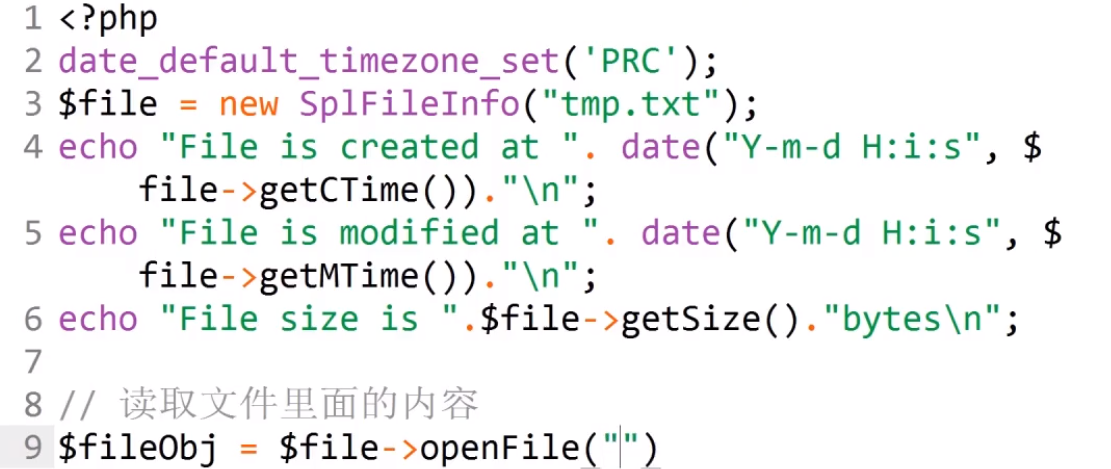 1 <?php
2 date_default_timezone_set('PRC');
3 $file = new SplFileInfo("tmp.txt");
4 echo "File is created at ". date("Y-m-d H:i:s", $
file->getCTime())."\n";
5 echo "File is modified at ". date("Y-m-d H:i:s", $
file->getMTime())."\n";
6 echo "File size is ".$file->getSize()."bytes\n";
7
8 // 读取文件里面的内容
9 $fileObj = $file->openFile("")